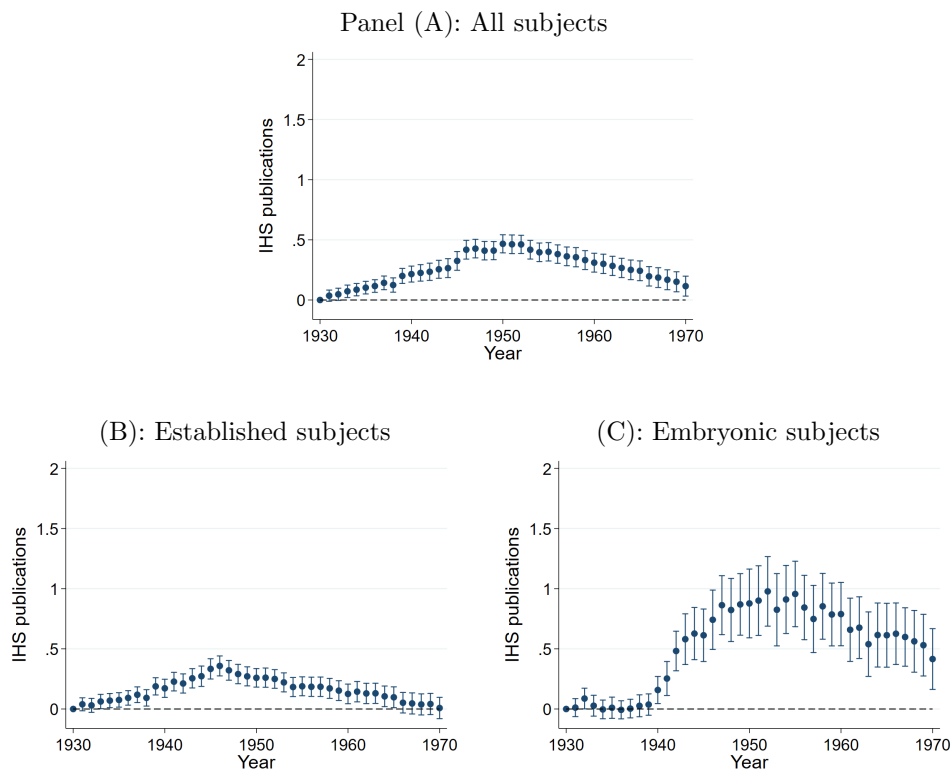 Panel (A): All subjects
IHS publications
2
1.5
1
.5
0
1930 1940 1950 1960 1970
Year
(B): Established subjects
IHS publications
2
1.5
1
.5
0
1930 1940 1950 1960 1970
Year
(C): Embryonic subjects
IHS publications
2
1.5
1
.5
0
1930 1940 1950 1960 1970
Year